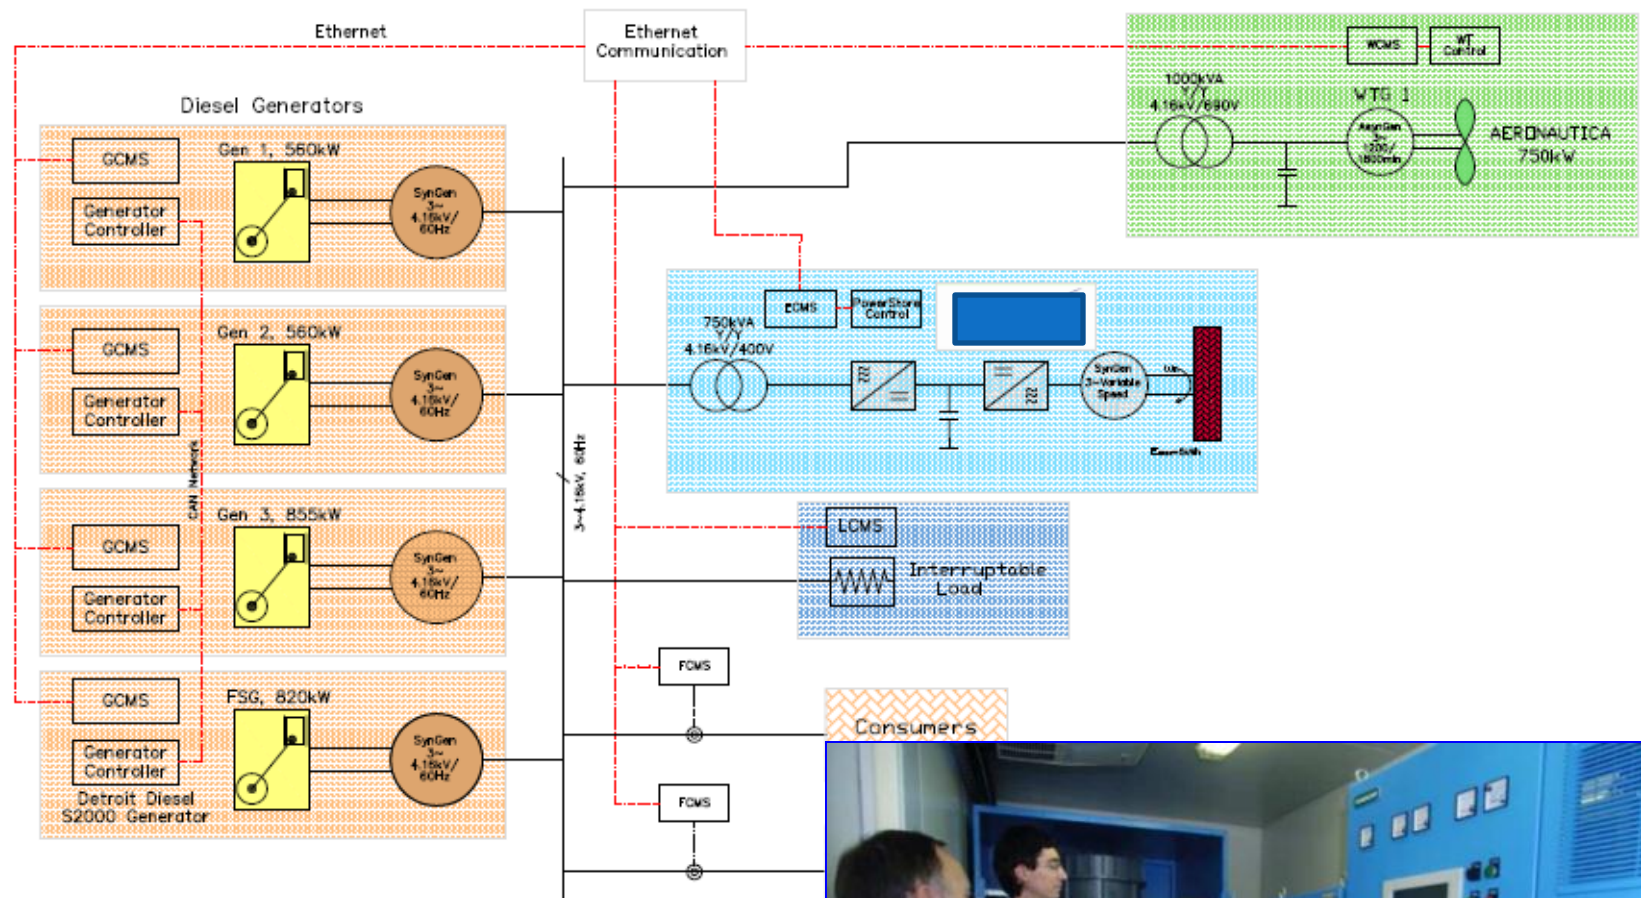 Ethernet
Ethernet
Communication
Diesel Generators
GCMS
Generator
Controller
Gen 1, 560kW
SynGen
3~
4.16kV/
60Hz
GCMS
Generator
Controller
Gen 2, 560kW
SynGen
3~
4.16kV/
60Hz
CAN Network
GCMS
Generator
Controller
Gen 3, 855kW
SynGen
3~
4.16kV/
60Hz
GCMS
Generator
Controller
Detroit Diesel
S2000 Generator
FSG, 820kW
SynGen
3~
4.16kV/
60Hz
3~4.16kV, 60Hz
WCMS
WT
Control
1000kVA
Y/Y
4.16kV/690V
WTG 1
AsynGen
3~
1200/
1800min
AERONAUTICA
750kW
ECMS
PowerStore
Control
750kVA
Y/Y
4.16kV/400V
SynGen
3~Variable
Speed
LCMS
Interruptable
Load
FCMS
Consumers
FCMS